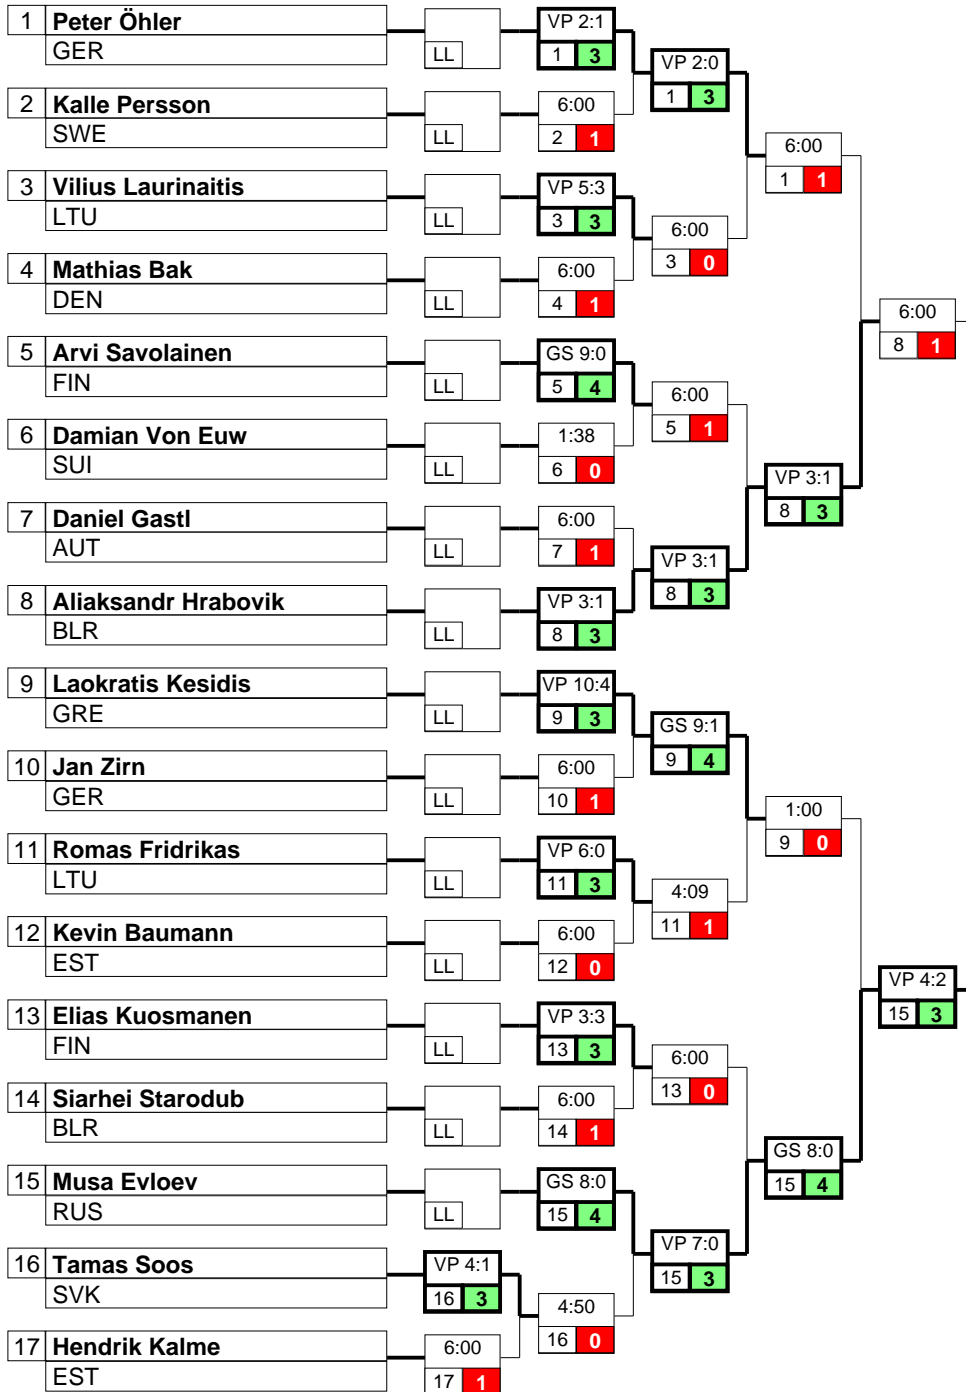 1 Peter Öhler VP 2:1
GER LL 1 3 VP 2:0
1 3
2 Kalle Persson 6:00
SWE LL 2 1 6:00
1 1
3 Vilius Laurinaitis VP 5:3
LTU LL 3 3 6:00
3 0
4 Mathias Bak 6:00
DEN LL 4 1 6:00
8 1
5 Arvi Savolainen GS 9:0
FIN LL 5 4 6:00
5 1
6 Damian Von Euw 1:38
SUI LL 6 0 VP 3:1
8 3
7 Daniel Gastl 6:00
AUT LL 7 1 VP 3:1
8 3
8 Aliaksandr Hrabovik VP 3:1
BLR LL 8 3
9 Laokratis Kesidis VP 10:4
GRE LL 9 3 GS 9:1
9 4
10 Jan Zirn 6:00
GER LL 10 1 1:00
9 0
11 Romas Fridrikas VP 6:0
LTU LL 11 3 4:09
11 1
12 Kevin Baumann 6:00
EST LL 12 0 VP 4:2
15 3
13 Elias Kuosmanen VP 3:3
FIN LL 13 3 6:00
13 0
14 Siarhei Starodub 6:00
BLR LL 14 1 GS 8:0
15 4
15 Musa Evloev GS 8:0
RUS LL 15 4 VP 7:0
15 3
16 Tamas Soos VP 4:1
SVK 16 3 4:50
16 0
17 Hendrik Kalme 6:00
EST 17 1